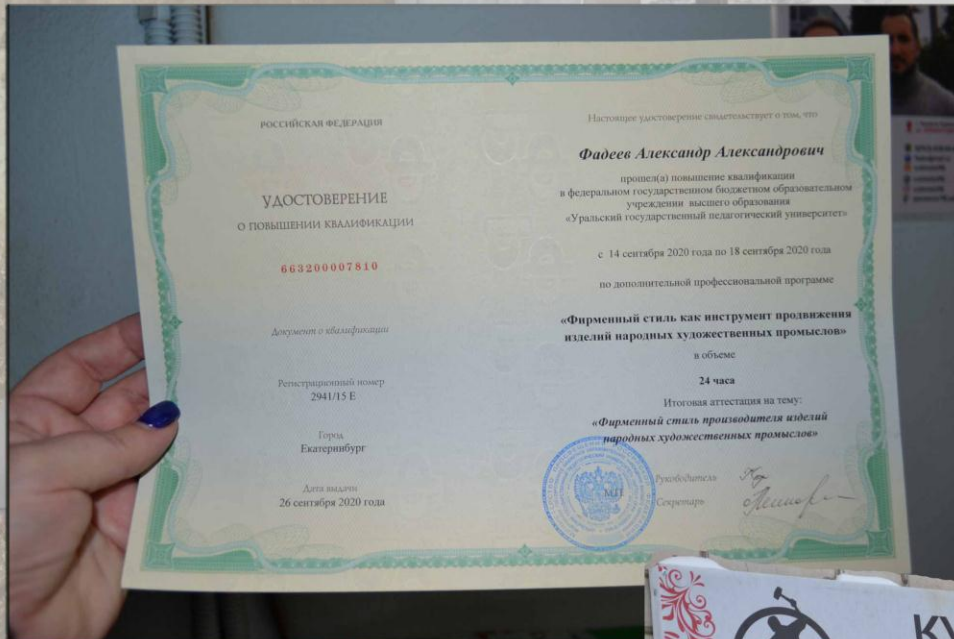 РОССИЙСКАЯ ФЕДЕРАЦИЯ
УДОСТОВЕРЕНИЕ
О ПОВЫШЕНИИ КВАЛИФИКАЦИИ
663200007810
Документ о квалификации
Регистрационный номер
2941/15 Е
Город
Екатеринбург
Дата выдачи
26 сентября 2020 года
Настоящее удостоверение свидетельствует о том, что
Фадеев Александр Александрович
прошел(а) повышение квалификации
в федеральном государственном бюджетном образовательном
учреждении высшего образования
«Уральский государственный педагогический университет»
с 14 сентября 2020 года по 18 сентября 2020 года
по дополнительной профессиональной программе
«Фирменный стиль как инструмент продвижения
изделий народных художественных промыслов»
в объеме
24 часа
Итоговая аттестация на тему:
«Фирменный стиль производителя изделий
народных художественных промыслов»
М.П.
Руководитель
Секретарь
КУ